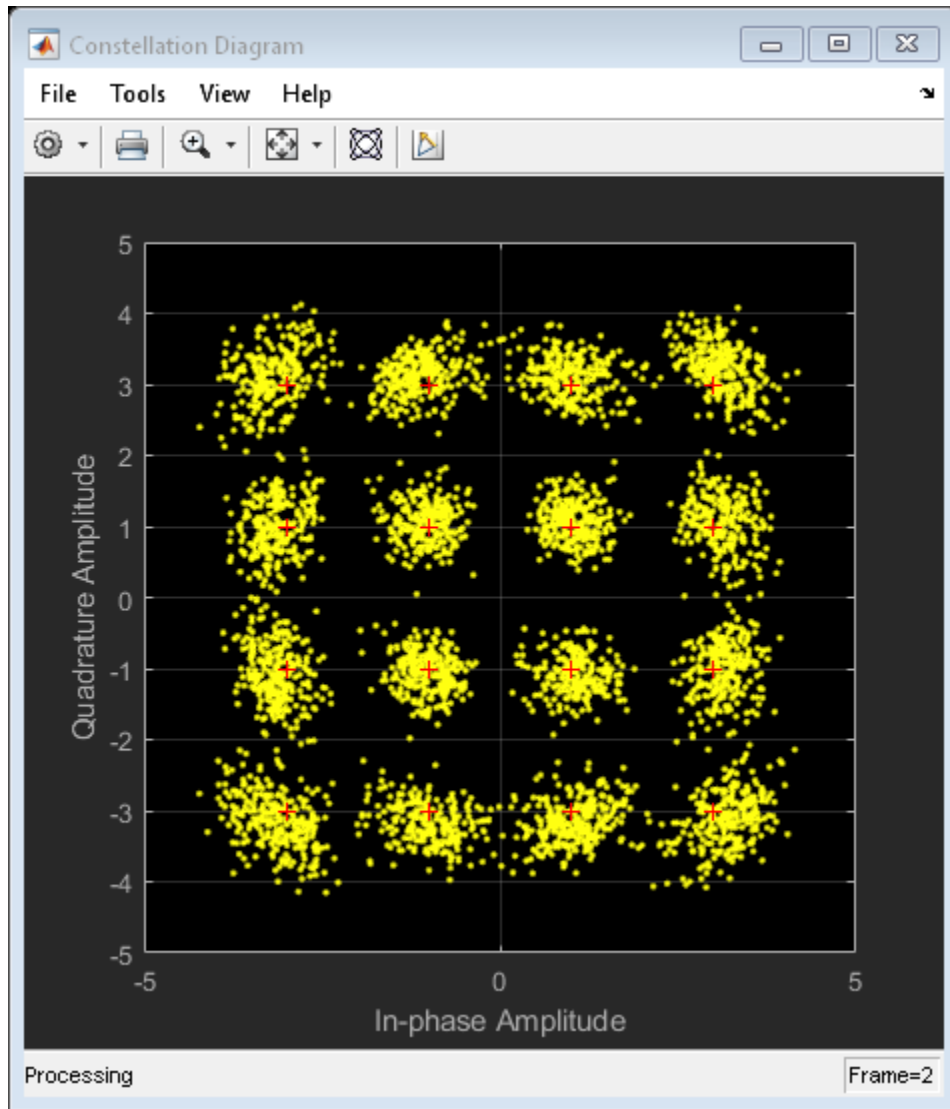 Constellation Diagram
File Tools View Help
5
4
3
2
1
0
-1
-2
-3
-4
-5
Quadrature Amplitude
-5 0 5
In-phase Amplitude
Processing Frame=2